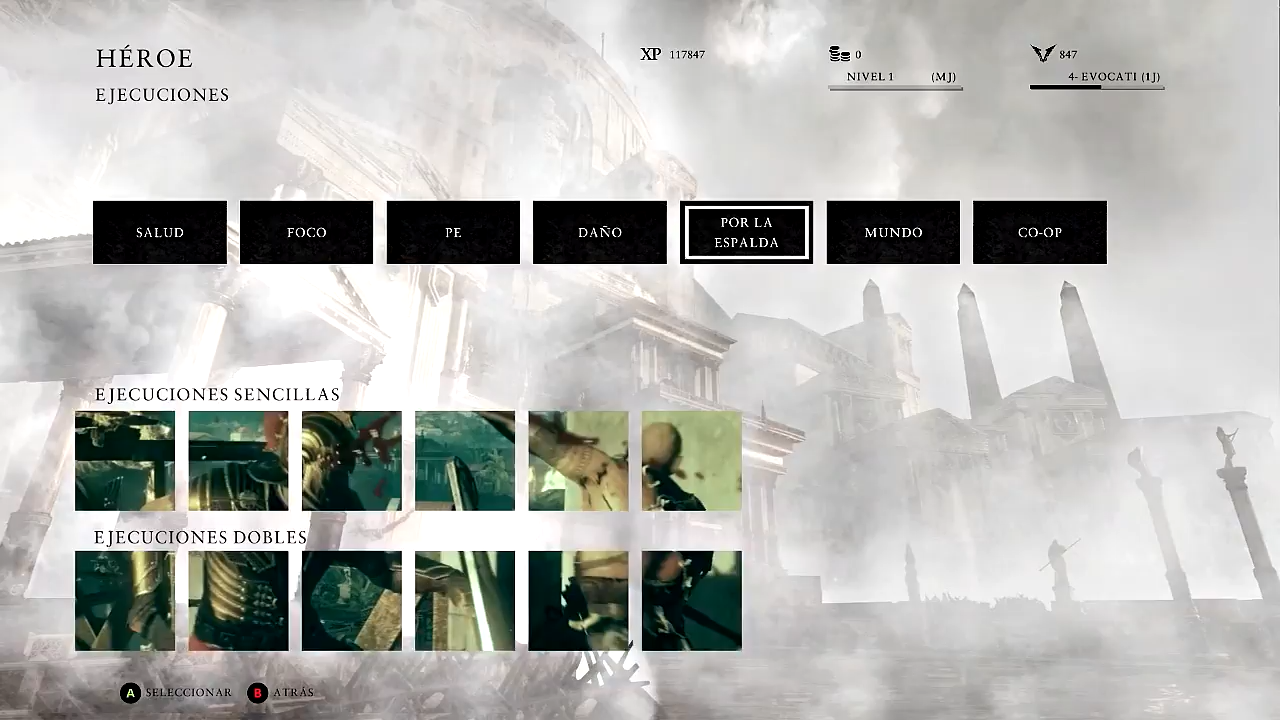 HÉROE
EJECUCIONES
XP 117847
0
NIVEL 1 (MJ)
847
4- EVOCATI (1J)
SALUD
FOCO
PE
DAÑO
POR LA
ESPALDA
MUNDO
CO-OP
EJECUCIONES SENCILLAS
EJECUCIONES DOBLES
A SELECCIONAR B ATRÁS